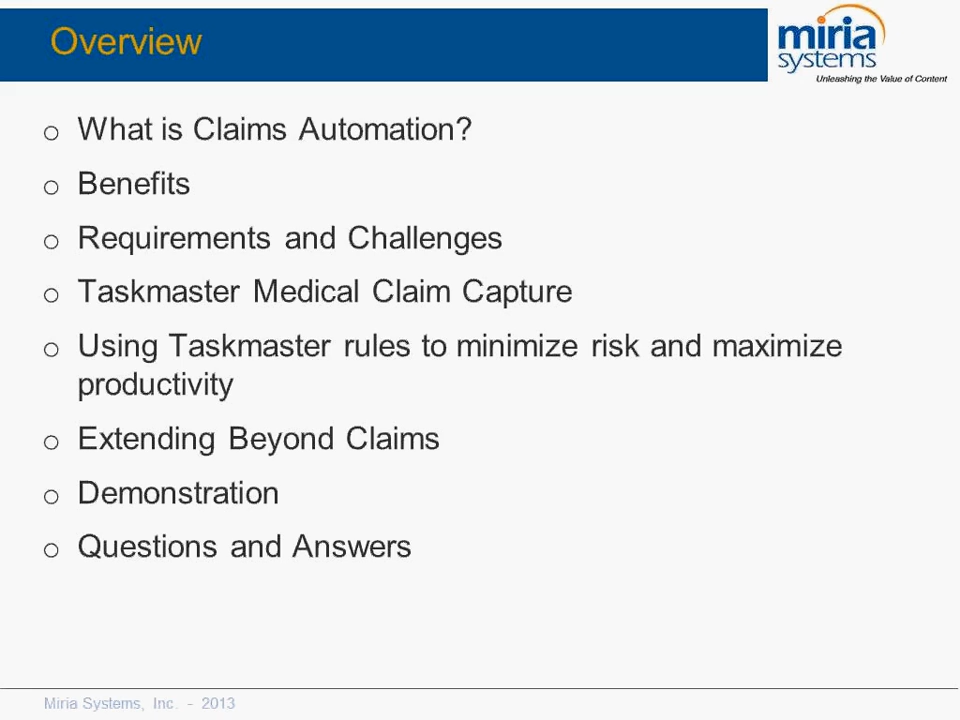 Overview
miria
systems
Unleashing the Value of Content
o What is Claims Automation?
o Benefits
o Requirements and Challenges
o Taskmaster Medical Claim Capture
o Using Taskmaster rules to minimize risk and maximize
productivity
o Extending Beyond Claims
o Demonstration
o Questions and Answers
Miria Systems, Inc. - 2013